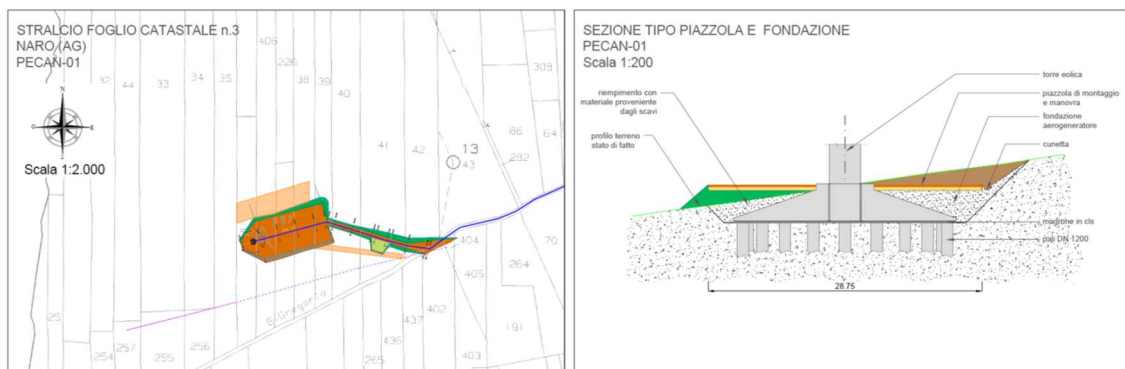 STRALCIO FOGLIO CATASTALE n.3
NARO (AG)
PECAN-01
N
O
E
S
Scala 1:2.000
406
226
32
44
33
34
35
38
39
40
41
42
13
43
308
66
64
292
404
70
405
264
S. Gregorio
25
254
257
255
256
437
402
436
265
403
191
SEZIONE TIPO PIAZZOLA E FONDAZIONE
PECAN-01
Scala 1:200
torre eolica
riempimento con
materiale proveniente
dagli scavi
piazzola di montaggio
e manovra
profilo terreno
stato di fatto
fondazione
aerogeneratore
cunetta
magrone in cls
pali DN 1200
28.75